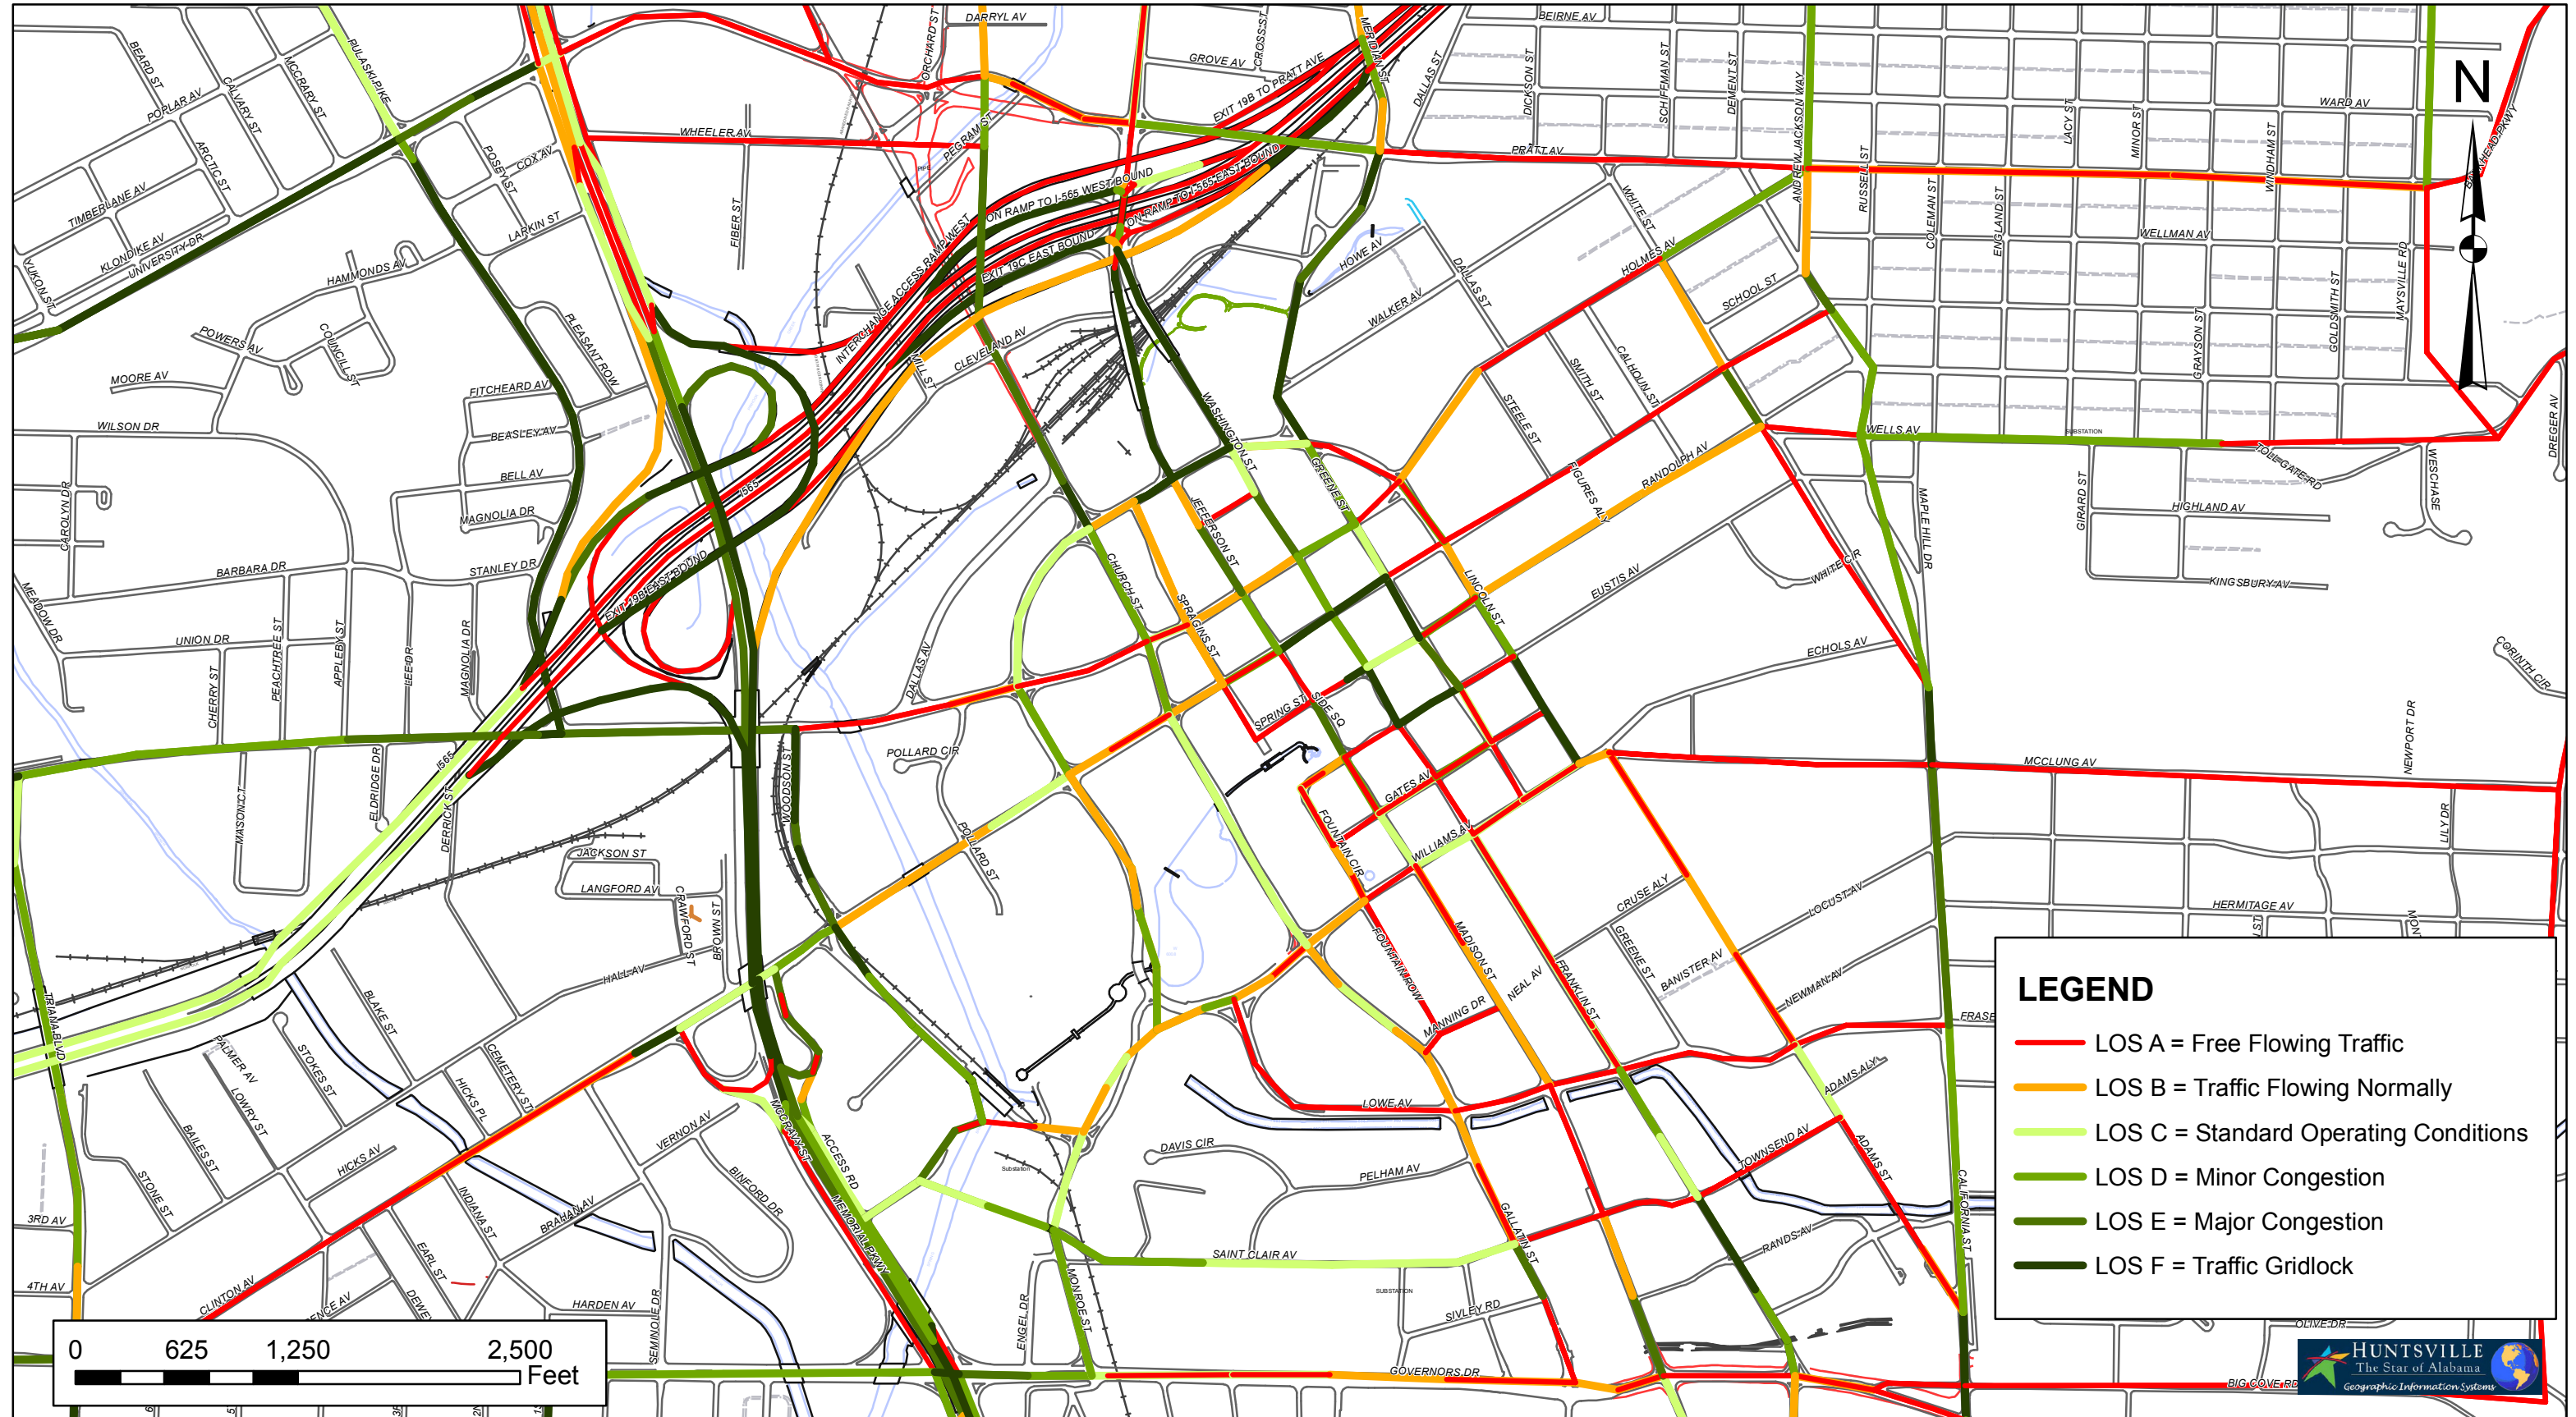 DARRYL AV
BEIRNE AV
BEARD ST
PULASKI PIKE
ORCHARD ST
CROSS ST
MERIDIAN ST
GROVE AV
DALLAS ST
DICKSON ST
SCHIFFMAN ST
DEMENT ST
ANDREW JACKSON WAY
N
MCCRARY ST
CALVARY ST
POPLAR AV
EXIT 19B TO PRATT AVE
WARD AV
LACY ST
MINOR ST
WINDHAM ST
WHEELER AV
PEGRAM ST
PRATT AV
ARCTIC ST
POSEY ST
COX AV
RUSSELL ST
TIMBERLANE AV
LARKIN ST
FIBER ST
ON RAMP TO I-565 WEST BOUND
ON RAMP TO I-565 EAST BOUND
WHITE ST
COLEMAN ST
ENGLAND ST
WELLMAN AV
KLONDIKE AV
UNIVERSITY DR
YUKON ST
HAMMONDS AV
INTERCHANGE ACCESS RAMP WEST
EXIT 19C EAST BOUND
HOWE AV
HOLMES AV
DALLAS ST
SCHOOL ST
MAYSVILLE RD
GOLDSMITH ST
GRAYSON ST
WALKER AV
POWERS AV
COUNCILL ST
PLEASANT ROW
CLEVELAND AV
MILL ST
SMITH ST
CALHOUN ST
MOORE AV
FITCHEARD AV
STEELE ST
WASHINGTON ST
DREGER AV
WILSON DR
BEASLEY AV
WELLS AV
SUBSTATION
TOLL GATE RD
WESCHASE
BELL AV
GREENE ST
RANDOLPH AV
FIGURES ALY
I565
CAROLYN DR
MAGNOLIA DR
JEFFERSON ST
MAPLE HILL DR
GIRARD ST
HIGHLAND AV
BARBARA DR
STANLEY DR
EXIT 19B EAST BOUND
CHURCH ST
EUSTIS AV
WHITE CIR
KINGSBURY AV
MEADOW DR
SPRAGINS ST
LINCOLN ST
UNION DR
CHERRY ST
PEACHTREE ST
APPLEBY ST
LEE DR
MAGNOLIA DR
DALLAS AV
ECHOLS AV
CORINTH CIR
SPRING ST
SIDE SQ
POLLARD CIR
NEWPORT DR
I565
MCCLUNG AV
ELDRIDGE DR
MASON CT
DERRICK ST
WOODSON ST
GATES AV
LILY DR
POLLARD ST
FOUNTAIN CIR
WILLIAMS AV
JACKSON ST
LANGFORD AV
CRAWFORD ST
BROWN ST
CRUSE ALY
LOCUST AV
HERMITAGE AV
FOUNTAIN ROW
MADISON ST
NEAL AV
GREENE ST
BANISTER AV
HALL AV
NEWMAN AV
FRANKLIN ST
MANNING DR
TRIANA BLVD
BLAKE ST
PALMER AV
STOKES ST
CEMETERY ST
HICKS PL
LOWRY ST
MCCRAVY ST
ACCESS RD
VERNON AV
LOWE AV
ADAMS ALY
BAILES ST
HICKS AV
Substation
DAVIS CIR
PELHAM AV
TOWNSEND AV
ADAMS ST
STONE ST
INDIANA ST
BRAHAN AV
BINFORD DR
MEMORIAL PKWY
CALIFORNIA ST
3RD AV
EARL ST
SAINT CLAIR AV
GALLATIN ST
RANDS AV
4TH AV
CLINTON AV
HARDEN AV
SEMINOLE DR
ENGEL DR
MONROE ST
SUBSTATION
SIVLEY RD
OLIVE DR
GOVERNORS DR
BIG COVE RD
LEGEND
LOS A = Free Flowing Traffic
LOS B = Traffic Flowing Normally
LOS C = Standard Operating Conditions
LOS D = Minor Congestion
LOS E = Major Congestion
LOS F = Traffic Gridlock
0 625 1,250 2,500
Feet
HUNTSVILLE
The Star of Alabama
Geographic Information Systems